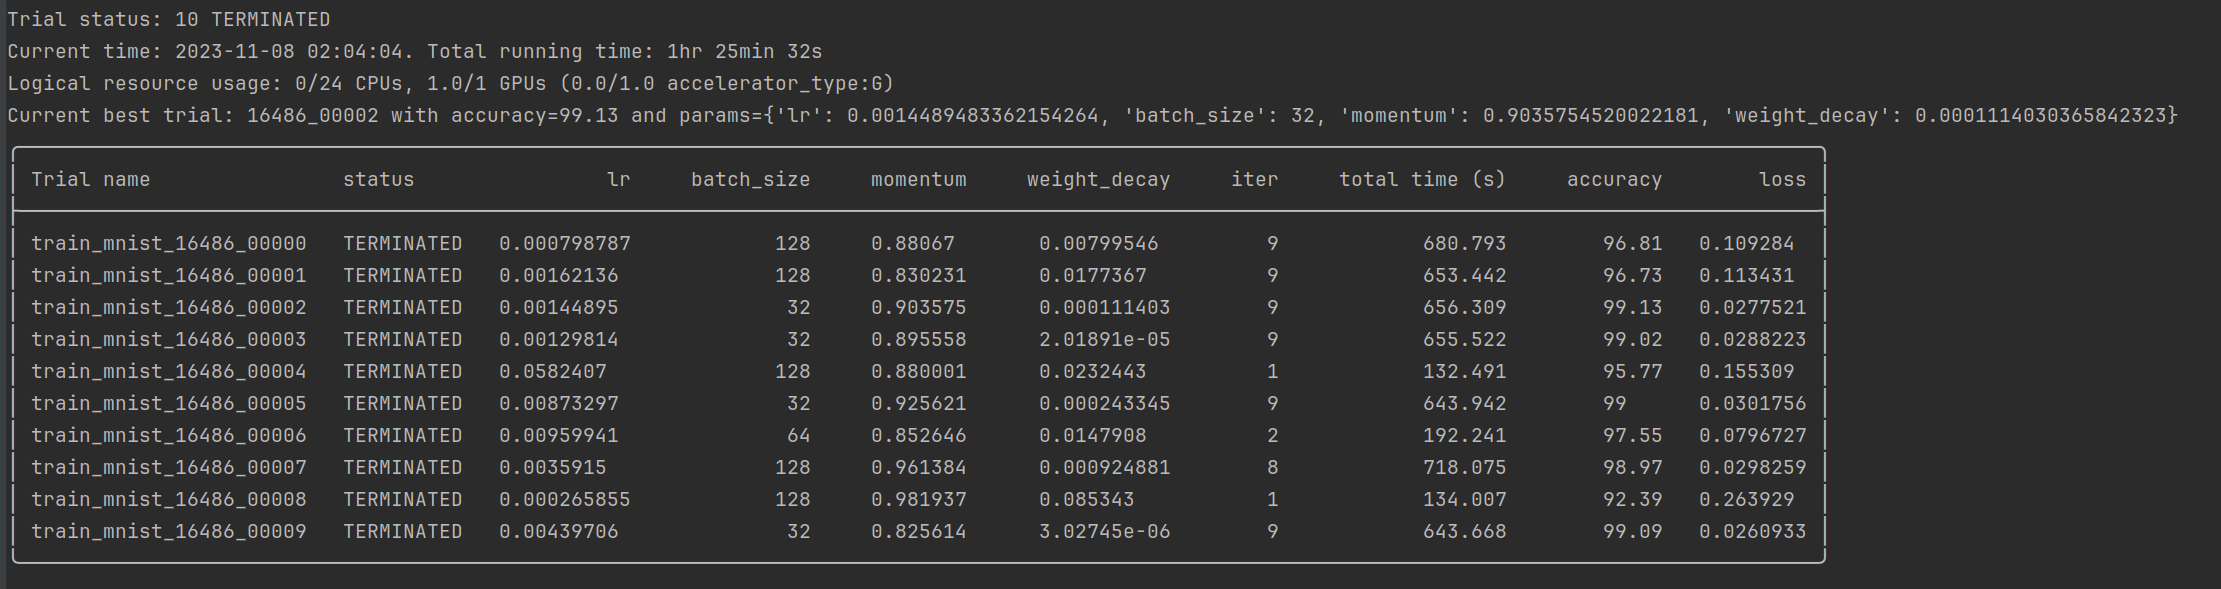 Trial status: 10 TERMINATED
Current time: 2023-11-08 02:04:04. Total running time: 1hr 25min 32s
Logical resource usage: 0/24 CPUs, 1.0/1 GPUs (0.0/1.0 accelerator_type:G)
Current best trial: 16486_00002 with accuracy=99.13 and params={'lr': 0.0014489483362154264, 'batch_size': 32, 'momentum': 0.9035754520022181, 'weight_decay': 0.0001114030365842323}
Trial name status lr batch_size momentum weight_decay iter total time (s) accuracy loss
train_mnist_16486_00000 TERMINATED 0.000798787 128 0.88067 0.00799546 9 680.793 96.81 0.109284
train_mnist_16486_00001 TERMINATED 0.00162136 128 0.830231 0.0177367 9 653.442 96.73 0.113431
train_mnist_16486_00002 TERMINATED 0.00144895 32 0.903575 0.000111403 9 656.309 99.13 0.0277521
train_mnist_16486_00003 TERMINATED 0.00129814 32 0.895558 2.01891e-05 9 655.522 99.02 0.0288223
train_mnist_16486_00004 TERMINATED 0.0582407 128 0.880001 0.0232443 1 132.491 95.77 0.155309
train_mnist_16486_00005 TERMINATED 0.00873297 32 0.925621 0.000243345 9 643.942 99 0.0301756
train_mnist_16486_00006 TERMINATED 0.00959941 64 0.852646 0.0147908 2 192.241 97.55 0.0796727
train_mnist_16486_00007 TERMINATED 0.0035915 128 0.961384 0.000924881 8 718.075 98.97 0.0298259
train_mnist_16486_00008 TERMINATED 0.000265855 128 0.981937 0.085343 1 134.007 92.39 0.263929
train_mnist_16486_00009 TERMINATED 0.00439706 32 0.825614 3.02745e-06 9 643.668 99.09 0.0260933